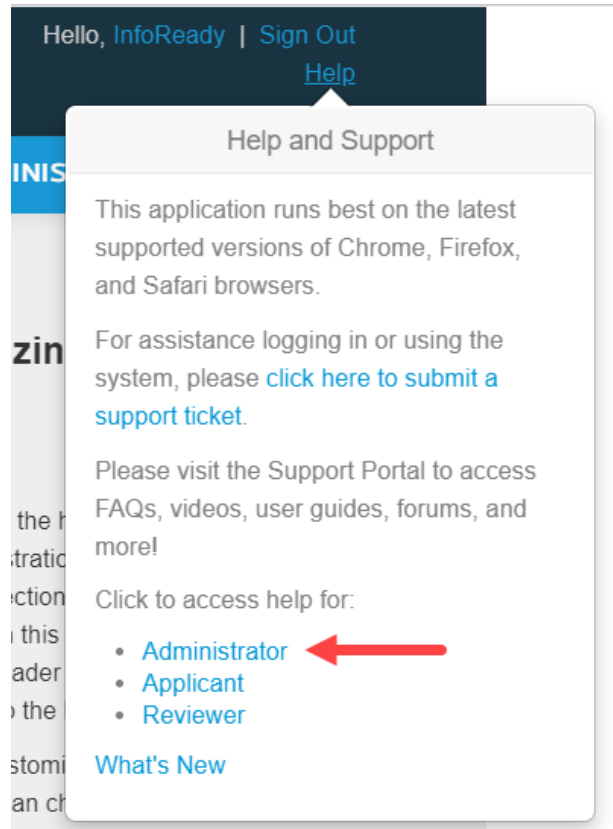 Hello, InfoReady | Sign Out
Help
Help and Support
This application runs best on the latest
supported versions of Chrome, Firefox,
and Safari browsers.
For assistance logging in or using the
system, please click here to submit a
support ticket.
Please visit the Support Portal to access
FAQs, videos, user guides, forums, and
more!
Click to access help for:
• Administrator
• Applicant
• Reviewer
What's New
the
this
the